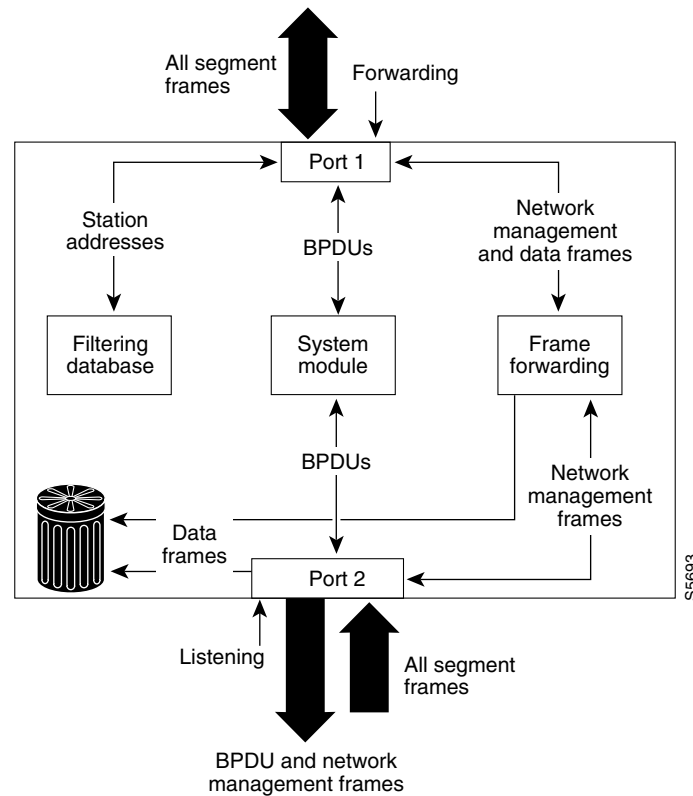 All segment
frames
Forwarding
Port 1
Station
addresses
BPDUs
Network
management
and data frames
Filtering
database
System
module
Frame
forwarding
BPDUs
Network
management
frames
Data
frames
Port 2
S5693
Listening
All segment
frames
BPDU and network
management frames